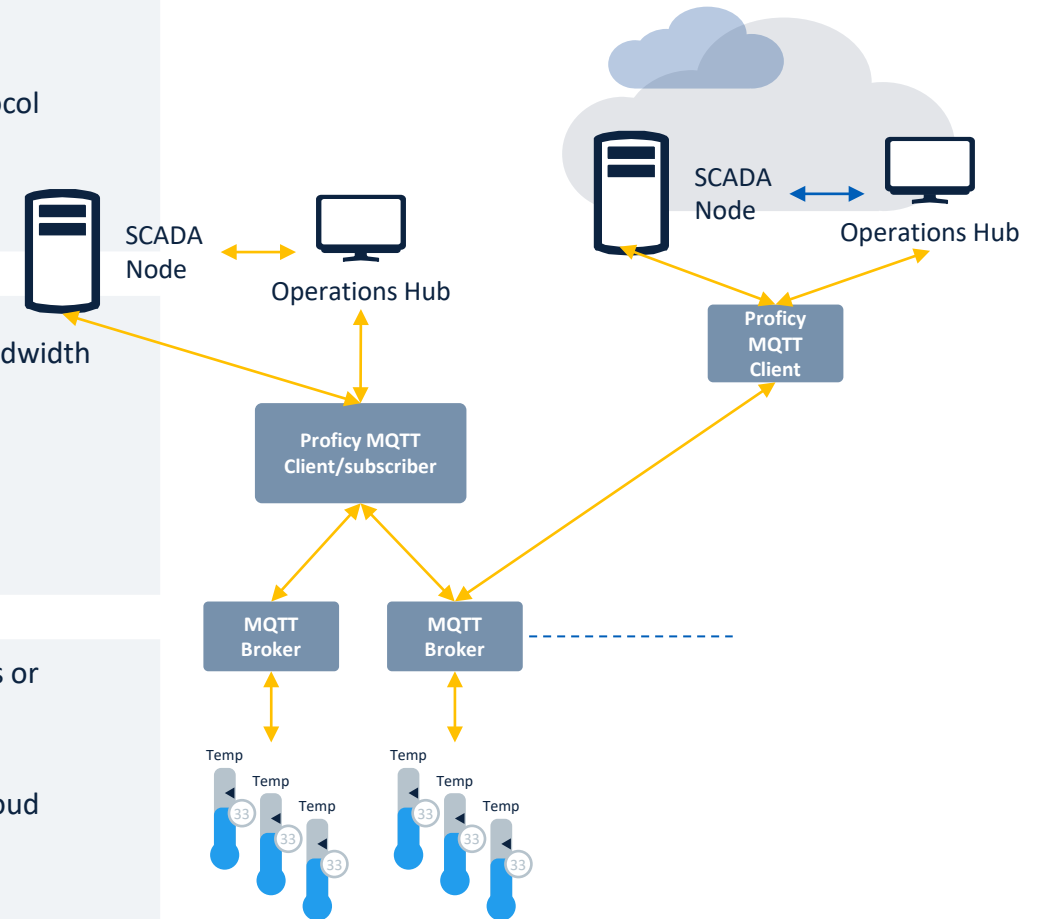 col
SCADA
Node
Operations Hub
SCADA
Node
Operations Hub
dwidth
Proficy
MQTT
Client
Proficy MQTT
Client/subscriber
MQTT
Broker
MQTT
Broker
s or
oud
Temp
33
Temp
33
Temp
33
Temp
33
Temp
33
Temp
33